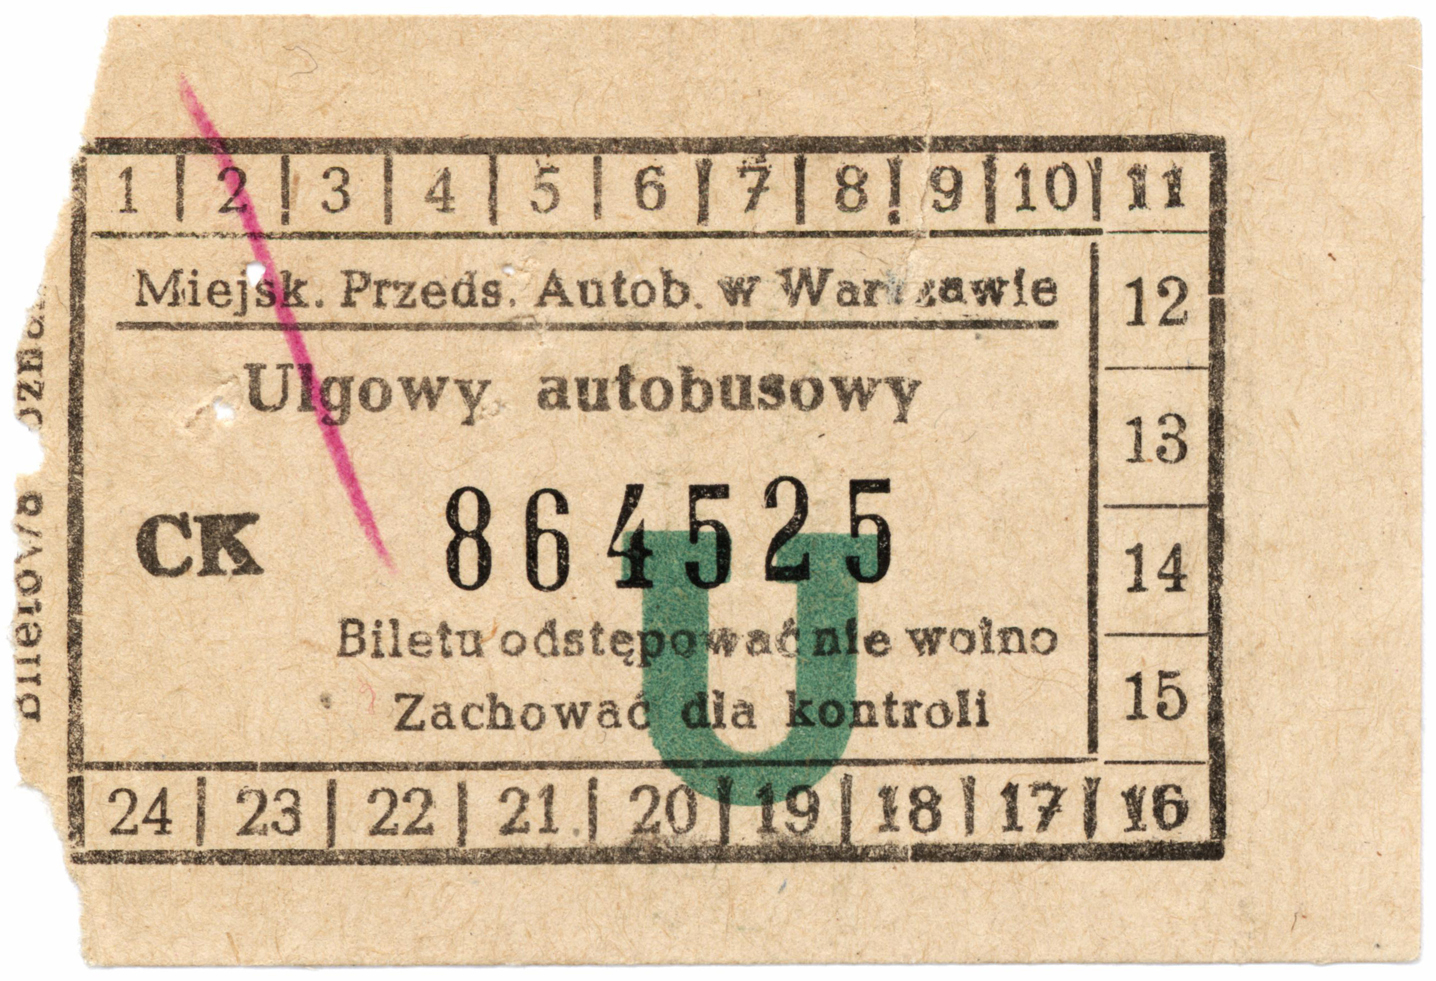 1 2 3 4 5 6 7 8 9 10 11
Miejsk. Przeds. Autob. w Warszawie
12
Ulgowy autobusowy
13
CK 864525
14
U
Biletu odstępować nie wolno
15
Zachować dla kontroli
24 23 22 21 20 19 18 17 16